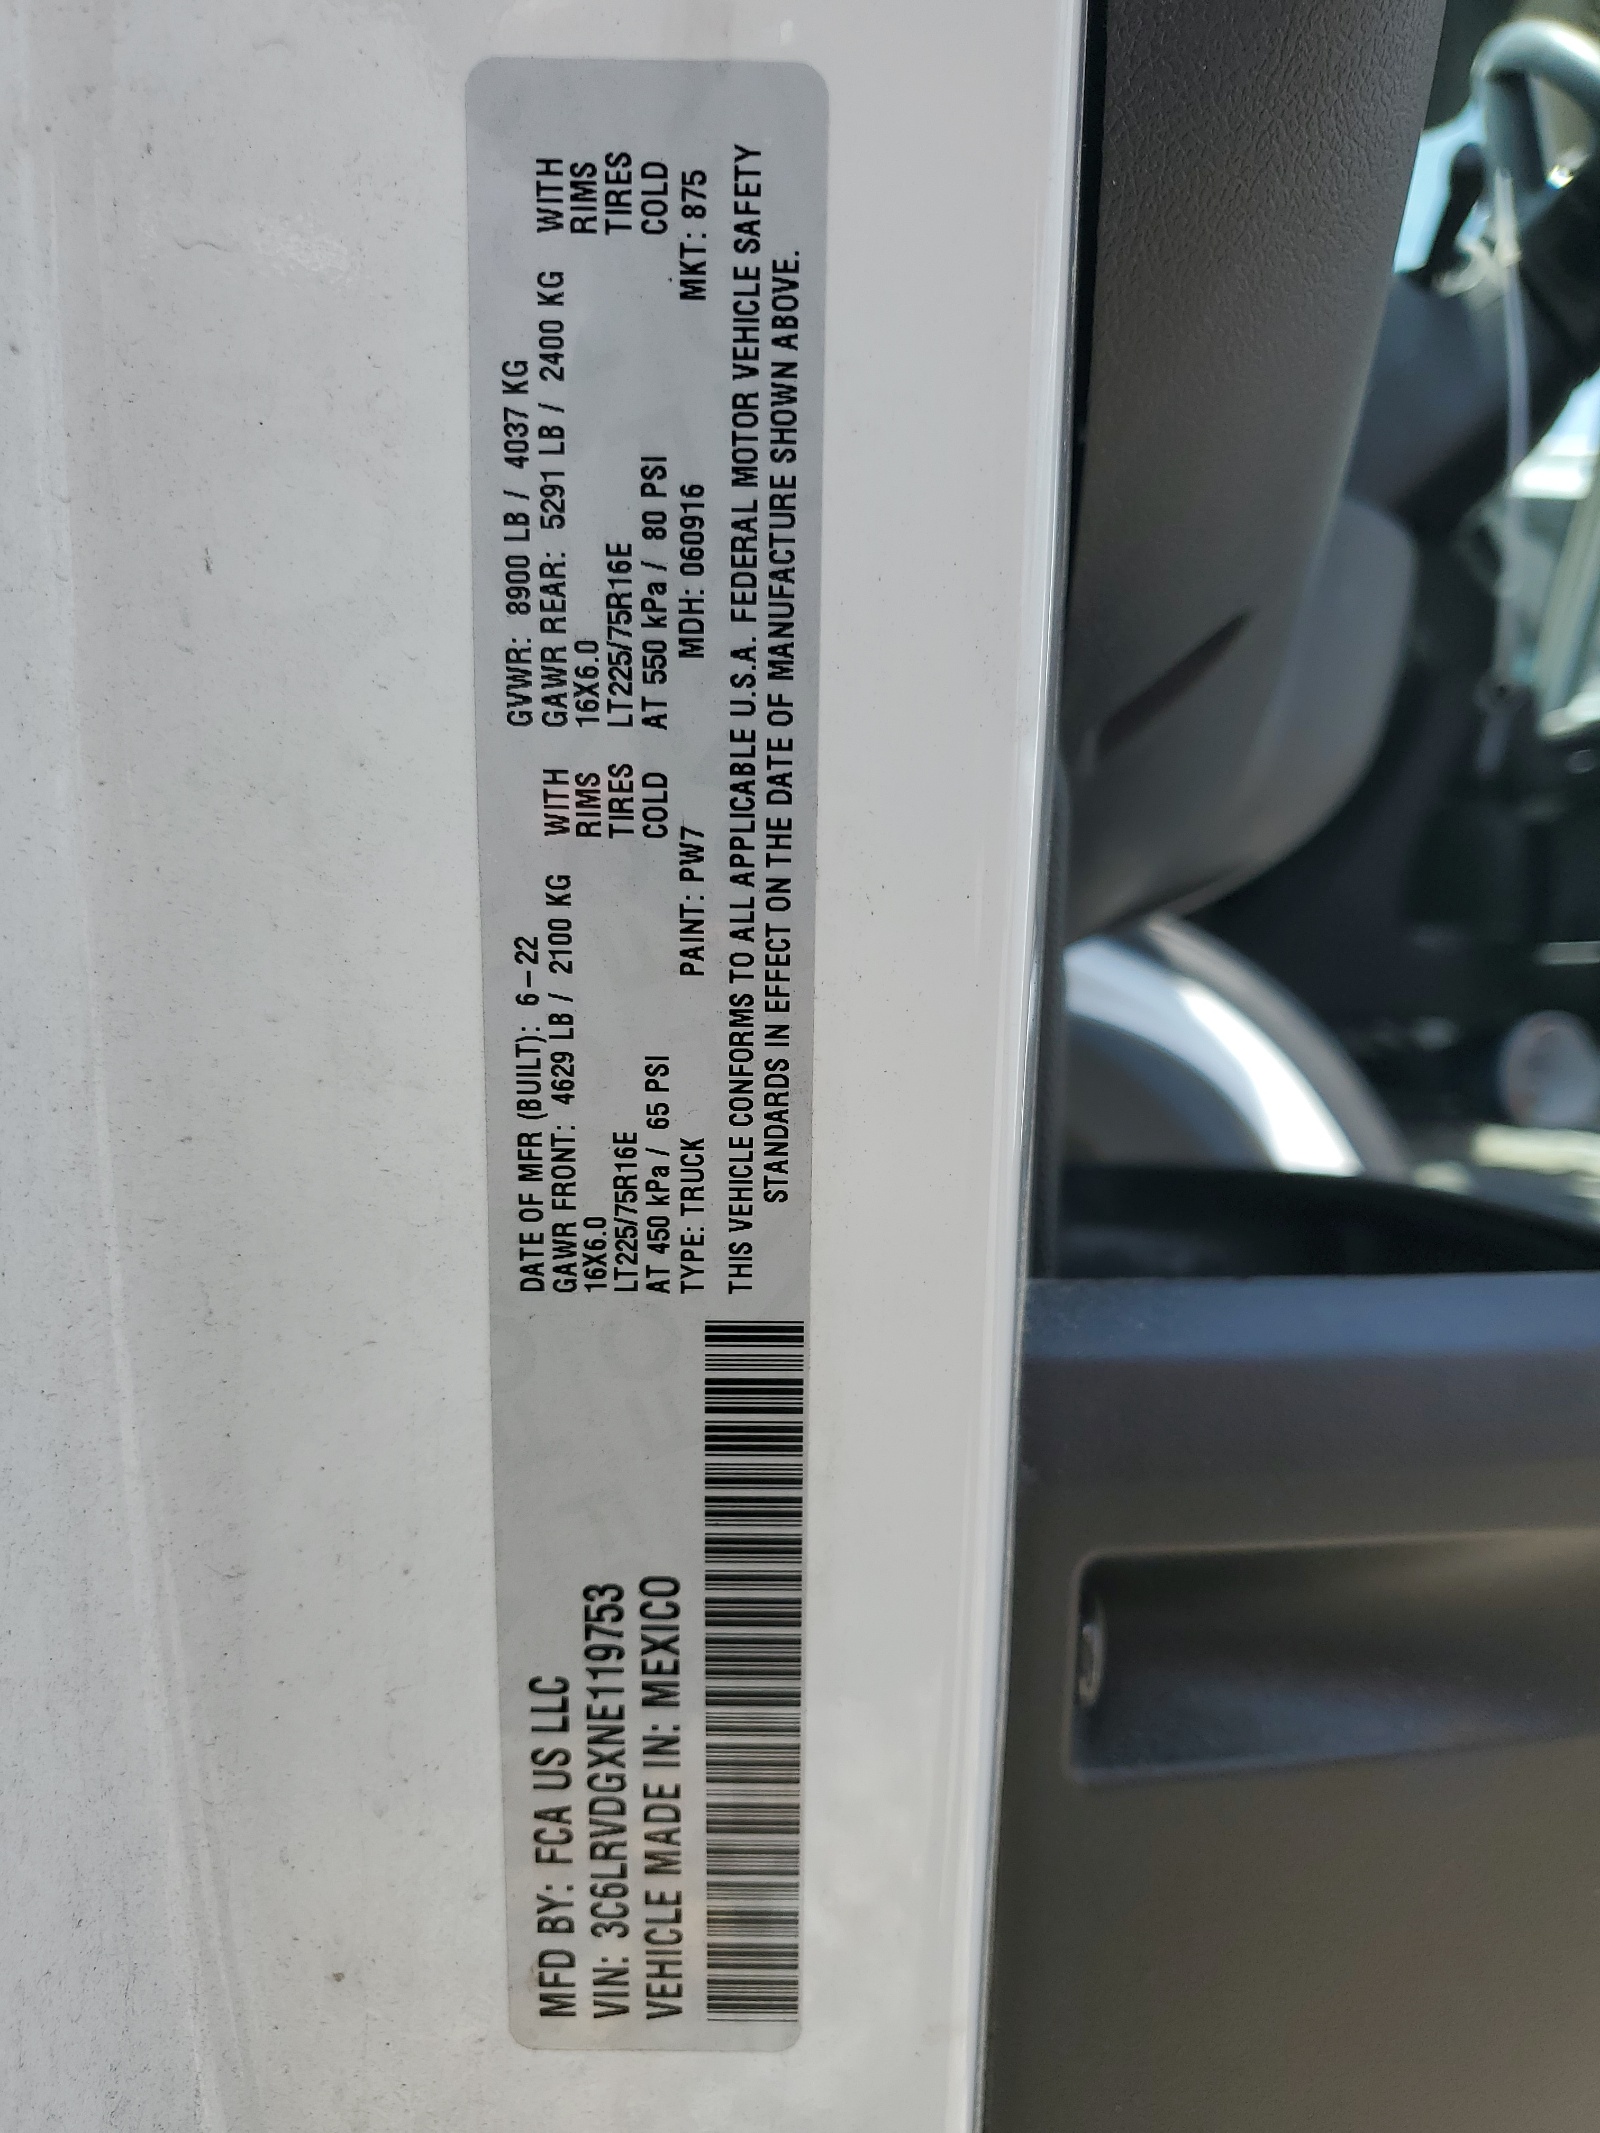 MFD BY: FCA US LLC
VIN: 3C6LRVDGXNE119753
VEHICLE MADE IN: MEXICO
DATE OF MFR (BUILT): 6-22 GVWR: 8900 LB / 4037 KG
GAWR FRONT: 4629 LB / 2100 KG WITH GAWR REAR: 5291 LB / 2400 KG WITH
16X6.0 RIMS 16X6.0 RIMS
LT225/75R16E TIRES LT225/75R16E TIRES
AT 450 kPa / 65 PSI COLD AT 550 kPa / 80 PSI COLD
TYPE: TRUCK PAINT: PW7 MDH: 060916 MKT: 875
THIS VEHICLE CONFORMS TO ALL APPLICABLE U.S.A. FEDERAL MOTOR VEHICLE SAFETY
STANDARDS IN EFFECT ON THE DATE OF MANUFACTURE SHOWN ABOVE.